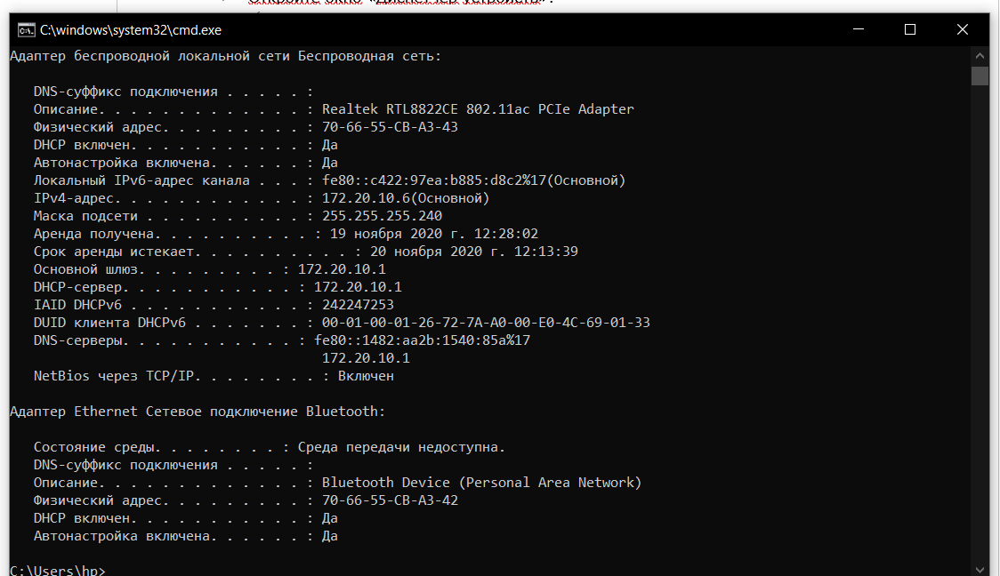 Откройте окно «Диспетчер устройств».
C:\windows\system32\cmd.exe
Адаптер беспроводной локальной сети Беспроводная сеть:
DNS-суффикс подключения . . . . . :
Описание. . . . . . . . . . . . . : Realtek RTL8822CE 802.11ac PCIe Adapter
Физический адрес. . . . . . . . . : 70-66-55-CB-A3-43
DHCP включен. . . . . . . . . . . : Да
Автонастройка включена. . . . . . : Да
Локальный IPv6-адрес канала . . . : fe80::c422:97ea:b885:d8c2%17(Основной)
IPv4-адрес. . . . . . . . . . . . : 172.20.10.6(Основной)
Маска подсети . . . . . . . . . . : 255.255.255.240
Аренда получена. . . . . . . . . . : 19 ноября 2020 г. 12:28:02
Срок аренды истекает. . . . . . . . . . : 20 ноября 2020 г. 12:13:39
Основной шлюз. . . . . . . . . : 172.20.10.1
DHCP-сервер. . . . . . . . . . . : 172.20.10.1
IAID DHCPv6 . . . . . . . . . . . : 242247253
DUID клиента DHCPv6 . . . . . . . : 00-01-00-01-26-72-7A-A0-00-E0-4C-69-01-33
DNS-серверы. . . . . . . . . . . : fe80::1482:aa2b:1540:85a%17
172.20.10.1
NetBios через TCP/IP. . . . . . . . : Включен
Адаптер Ethernet Сетевое подключение Bluetooth:
Состояние среды. . . . . . . . : Среда передачи недоступна.
DNS-суффикс подключения . . . . . :
Описание. . . . . . . . . . . . . : Bluetooth Device (Personal Area Network)
Физический адрес. . . . . . . . . : 70-66-55-CB-A3-42
DHCP включен. . . . . . . . . . . : Да
Автонастройка включена. . . . . . : Да
C:\Users\hp>